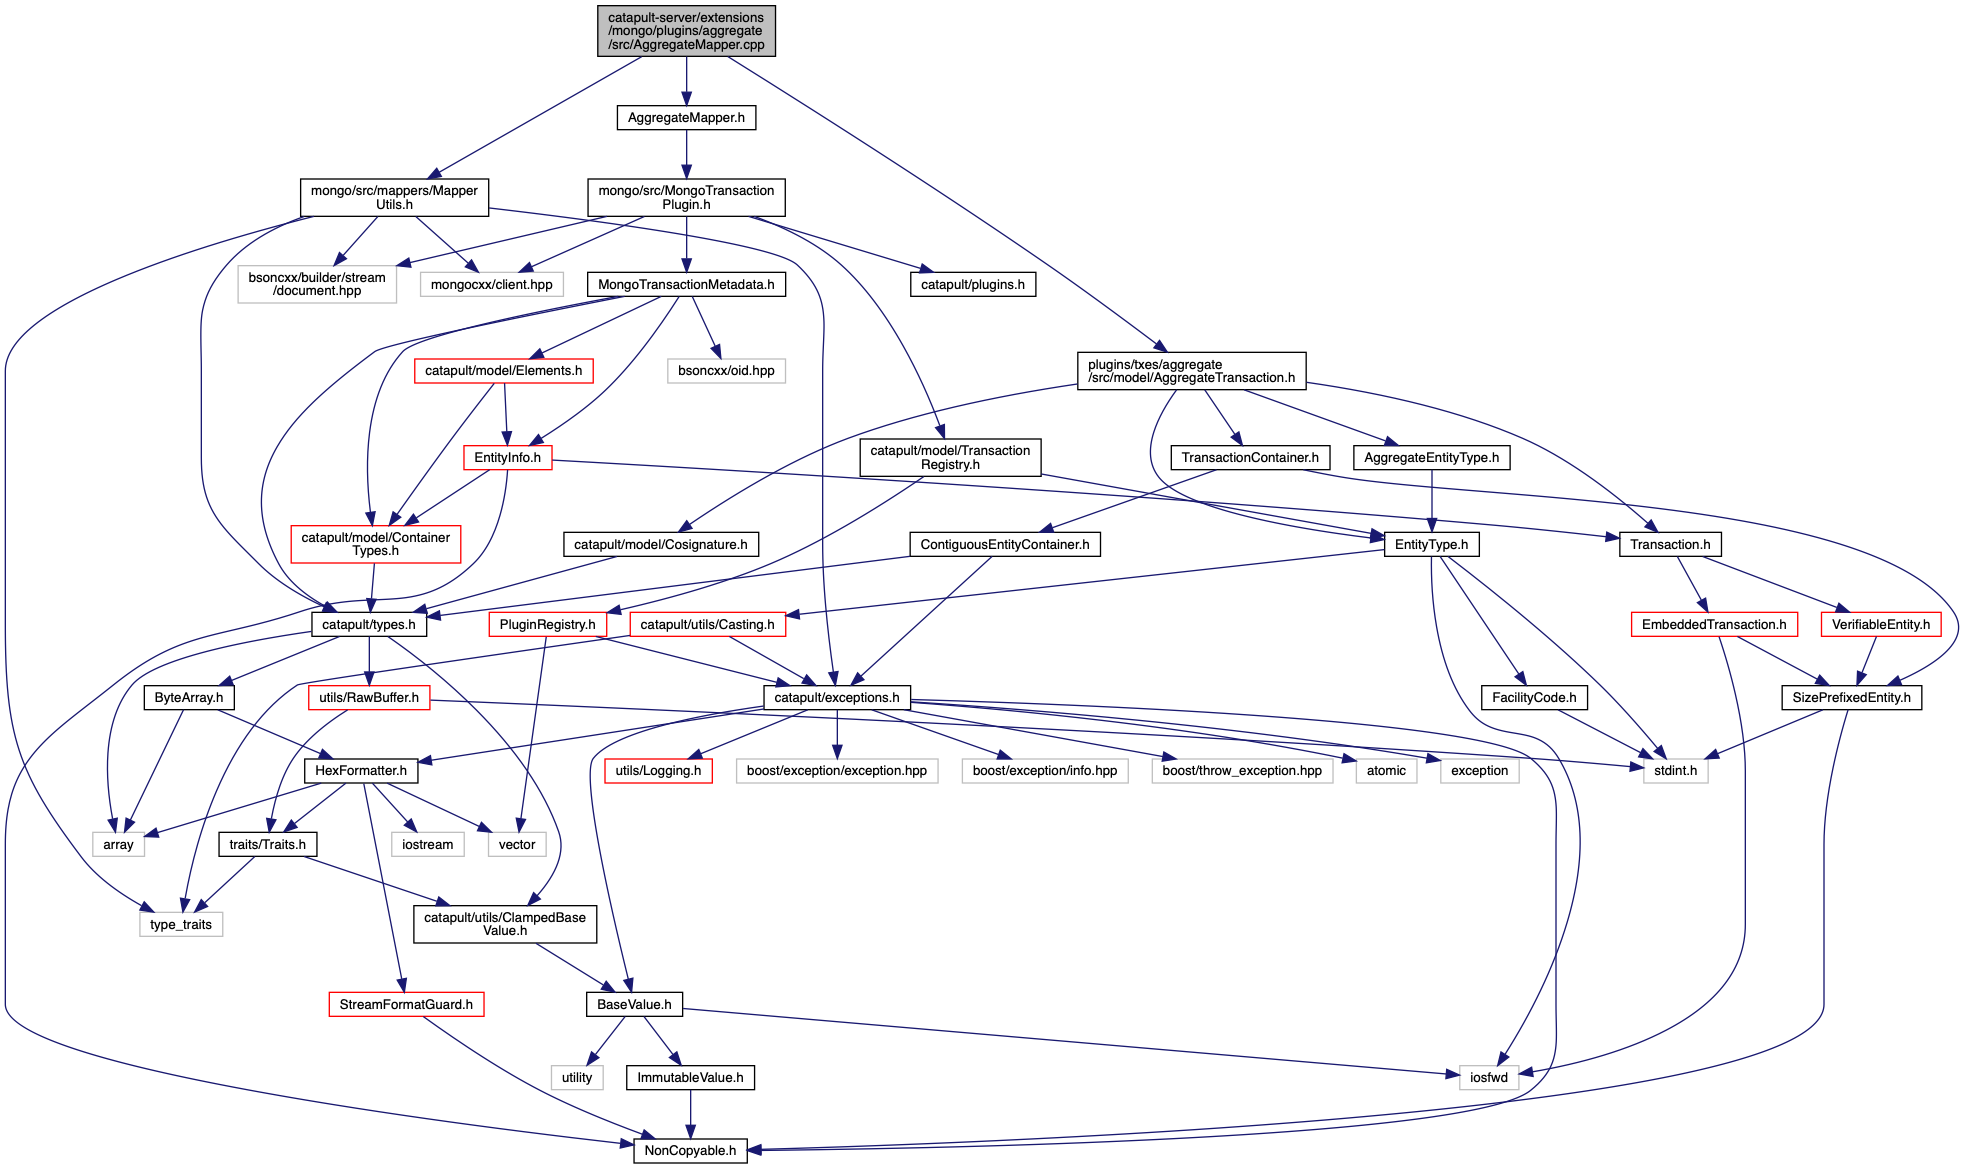 catapult-server/extensions
/mongo/plugins/aggregate
/src/AggregateMapper.cpp
AggregateMapper.h
mongo/src/mappers/Mapper
Utils.h
mongo/src/MongoTransaction
Plugin.h
bsoncxx/builder/stream
/document.hpp
mongocxx/client.hpp
MongoTransactionMetadata.h
catapult/plugins.h
catapult/model/Elements.h
bsoncxx/oid.hpp
plugins/txes/aggregate
/src/model/AggregateTransaction.h
EntityInfo.h
catapult/model/Transaction
Registry.h
TransactionContainer.h
AggregateEntityType.h
catapult/model/Container
Types.h
catapult/model/Cosignature.h
ContiguousEntityContainer.h
EntityType.h
Transaction.h
catapult/types.h
PluginRegistry.h
catapult/utils/Casting.h
EmbeddedTransaction.h
VerifiableEntity.h
ByteArray.h
utils/RawBuffer.h
catapult/exceptions.h
FacilityCode.h
SizePrefixedEntity.h
HexFormatter.h
utils/Logging.h
boost/exception/exception.hpp
boost/exception/info.hpp
boost/throw_exception.hpp
atomic
exception
stdint.h
array
traits/Traits.h
iostream
vector
type_traits
catapult/utils/ClampedBase
Value.h
StreamFormatGuard.h
BaseValue.h
utility
ImmutableValue.h
iosfwd
NonCopyable.h